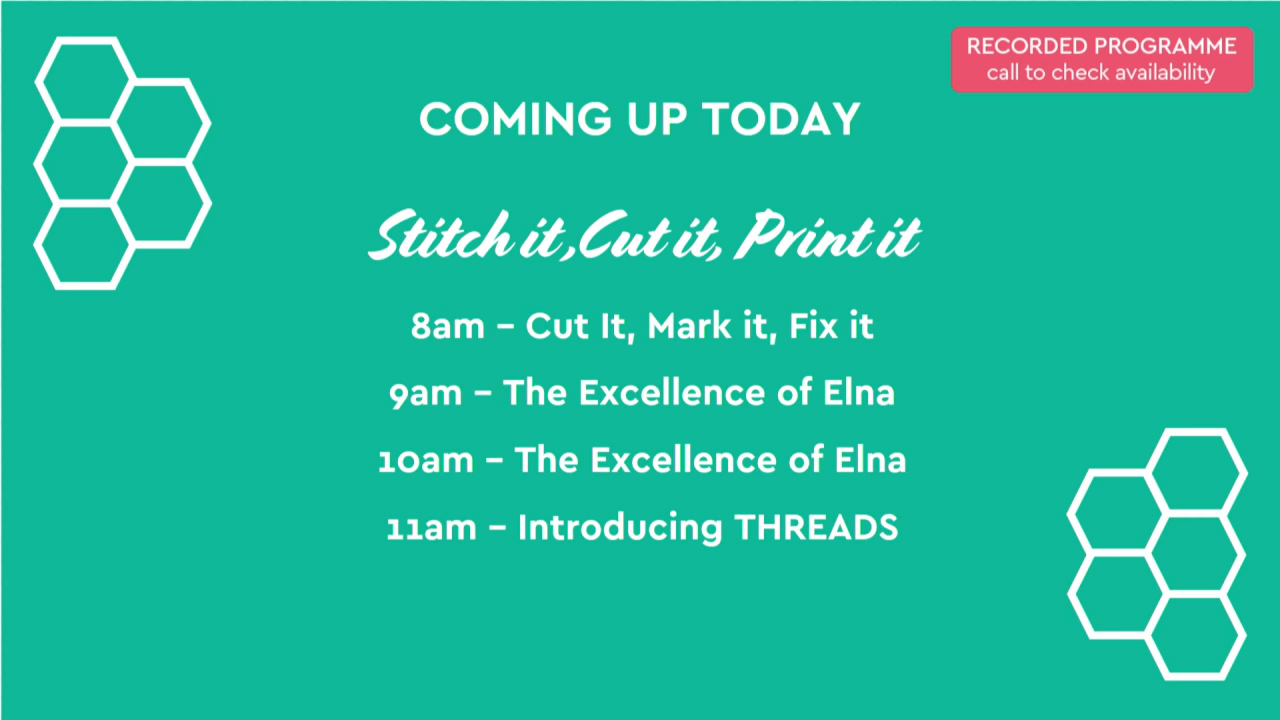 RECORDED PROGRAMME
call to check availability
COMING UP TODAY
Stitch it, Cut it, Print it
8am – Cut It, Mark it, Fix it
9am – The Excellence of Elna
10am – The Excellence of Elna
11am – Introducing THREADS